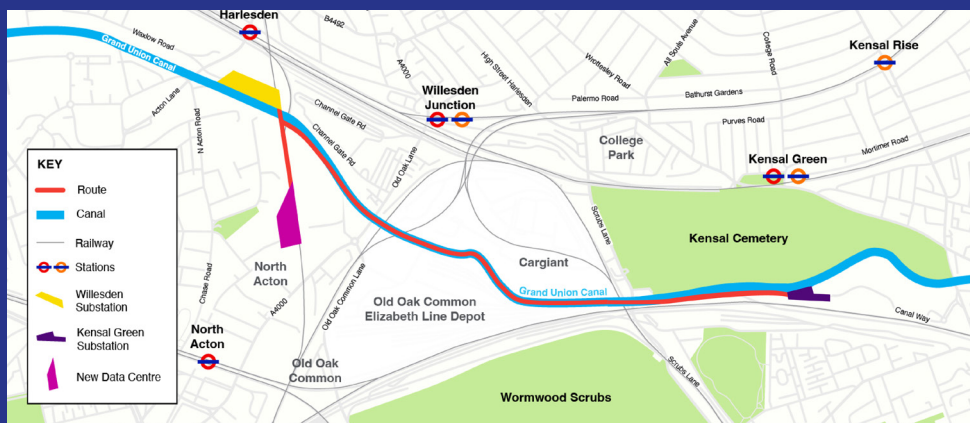 Harlesden
B4492
Waxlow Road
Grand Union Canal
Acton Lane
N Acton Road
A4000
High Street Harlesden
Wrottesley Road
All Souls Avenue
College Road
Kensal Rise
Willesden
Junction
Palermo Road
Bathurst Gardens
Channel Gate Rd
Channel Gate Rd
Purves Road
College
Park
Mortimer Road
Kensal Green
Old Oak Lane
Scrubs Lane
Kensal Cemetery
KEY
Route
Canal
Railway
Stations
Willesden
Substation
Kensal Green
Substation
New Data Centre
North
Acton
Chase Road
A4000
Old Oak Common Lane
Cargiant
Grand Union Canal
Old Oak Common
Elizabeth Line Depot
Canal Way
North
Acton
Old Oak
Common
Scrubs Lane
Wormwood Scrubs